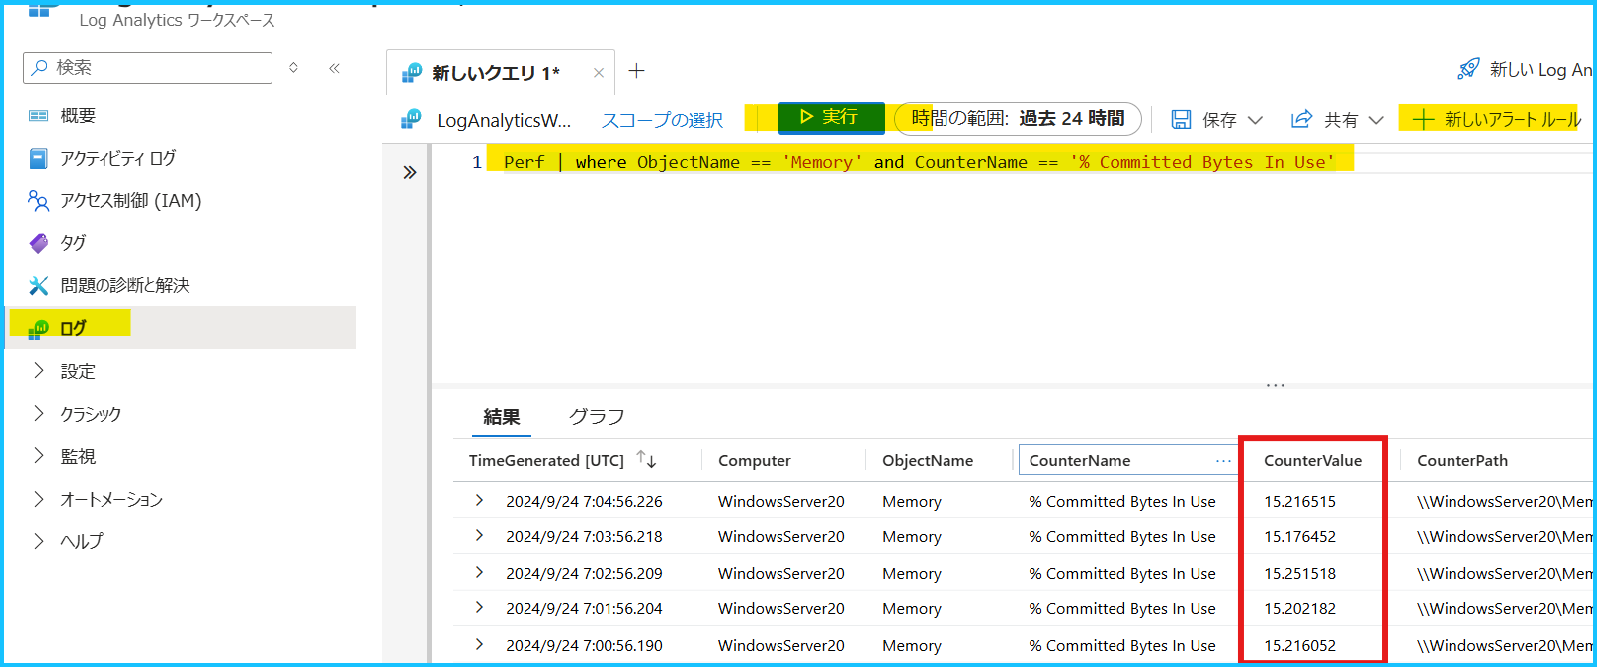 Log Analytics ワークスペース
検索
概要
アクティビティ ログ
アクセス制御 (IAM)
タグ
問題の診断と解決
ログ
設定
クラシック
監視
オートメーション
ヘルプ
新しいクエリ 1*
新しい Log An
LogAnalyticsW... スコープの選択 実行 時間の範囲: 過去 24 時間 保存 共有 新しいアラート ルール
1 Perf | where ObjectName == 'Memory' and CounterName == '% Committed Bytes In Use'
結果 グラフ
TimeGenerated [UTC] Computer ObjectName CounterName ... CounterValue CounterPath
2024/9/24 7:04:56.226 WindowsServer20 Memory % Committed Bytes In Use 15.216515 \\WindowsServer20\Mem
2024/9/24 7:03:56.218 WindowsServer20 Memory % Committed Bytes In Use 15.176452 \\WindowsServer20\Mem
2024/9/24 7:02:56.209 WindowsServer20 Memory % Committed Bytes In Use 15.251518 \\WindowsServer20\Mem
2024/9/24 7:01:56.204 WindowsServer20 Memory % Committed Bytes In Use 15.202182 \\WindowsServer20\Mem
2024/9/24 7:00:56.190 WindowsServer20 Memory % Committed Bytes In Use 15.216052 \\WindowsServer20\Mem